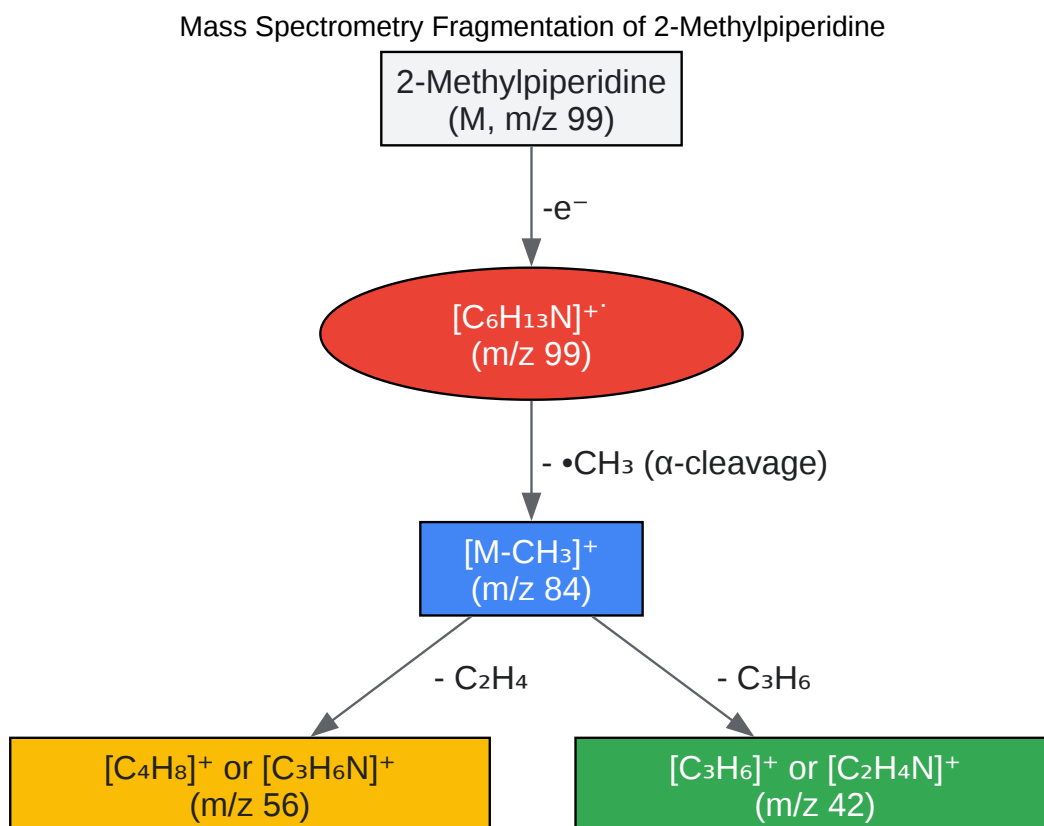 Mass Spectrometry Fragmentation of 2-Methylpiperidine
2-Methylpiperidine
(M, m/z 99)
-e⁻
[C₆H₁₃N]⁺˙
(m/z 99)
- •CH₃ (α-cleavage)
[M-CH₃]⁺
(m/z 84)
- C₂H₄
- C₃H₆
[C₄H₈]⁺ or [C₃H₆N]⁺
(m/z 56)
[C₃H₆]⁺ or [C₂H₄N]⁺
(m/z 42)